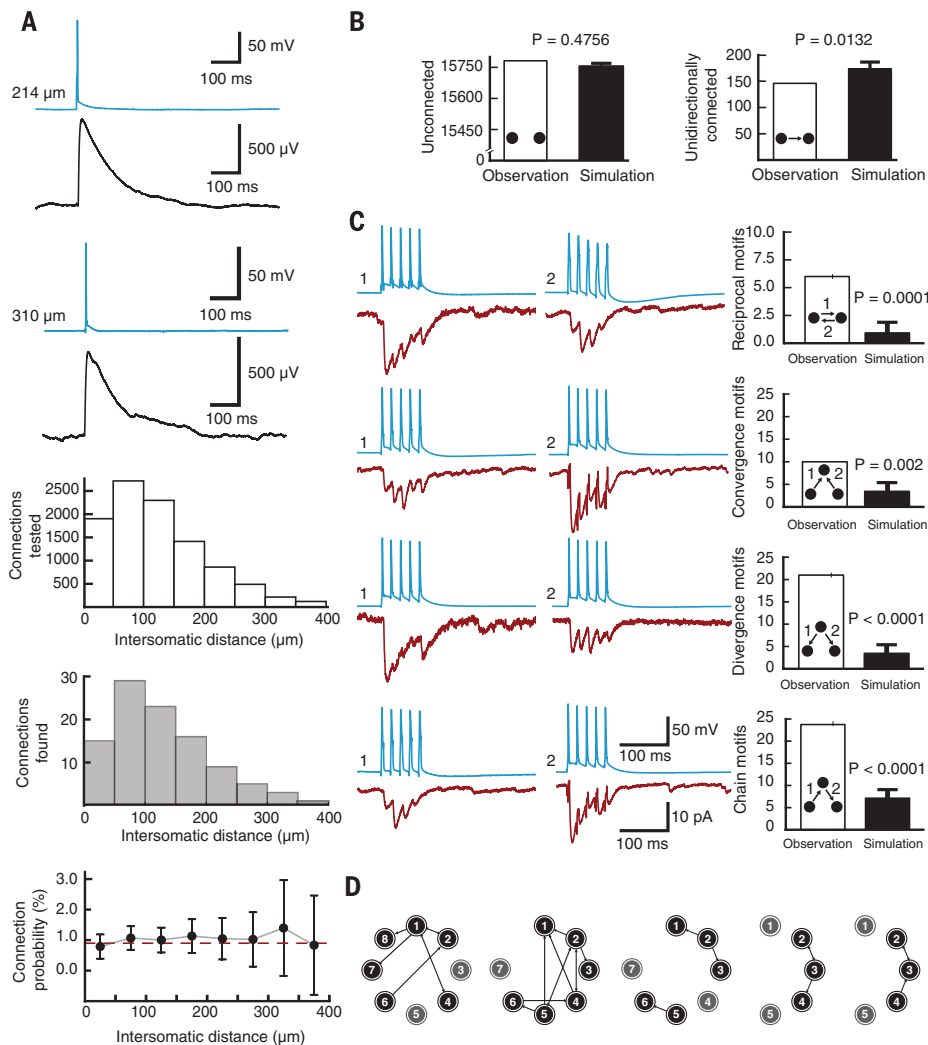 A
50 mV
100 ms
214 µm
500 µV
100 ms
50 mV
310 µm
100 ms
500 µV
100 ms
Connections tested
2500
2000
1500
1000
500
0
100
200
300
400
Intersomatic distance (µm)
Connections found
30
20
10
0
100
200
300
400
Intersomatic distance (µm)
Connection probability (%)
3.0
2.0
1.0
0.0
0
100
200
300
400
Intersomatic distance (µm)
B
P = 0.4756
Unconnected
15750
15600
15450
0
Observation
Simulation
P = 0.0132
Unidirectionally connected
200
150
100
50
Observation
Simulation
C
1
2
Reciprocal motifs
10.0
7.5
5.0
2.5
0.0
1
2
P = 0.0001
Observation
Simulation
1
2
Convergence motifs
25
20
15
10
5
0
1 2
P = 0.002
Observation
Simulation
1
2
Divergence motifs
25
20
15
10
5
0
1 2
P < 0.0001
Observation
Simulation
1
2
50 mV
100 ms
10 pA
100 ms
Chain motifs
25
20
15
10
5
0
1 2
P < 0.0001
Observation
Simulation
D
1
2
3
4
5
6
7
8
1
2
3
4
5
6
7
1
2
3
4
5
6
7
1
2
3
4
5
1
2
3
4
5